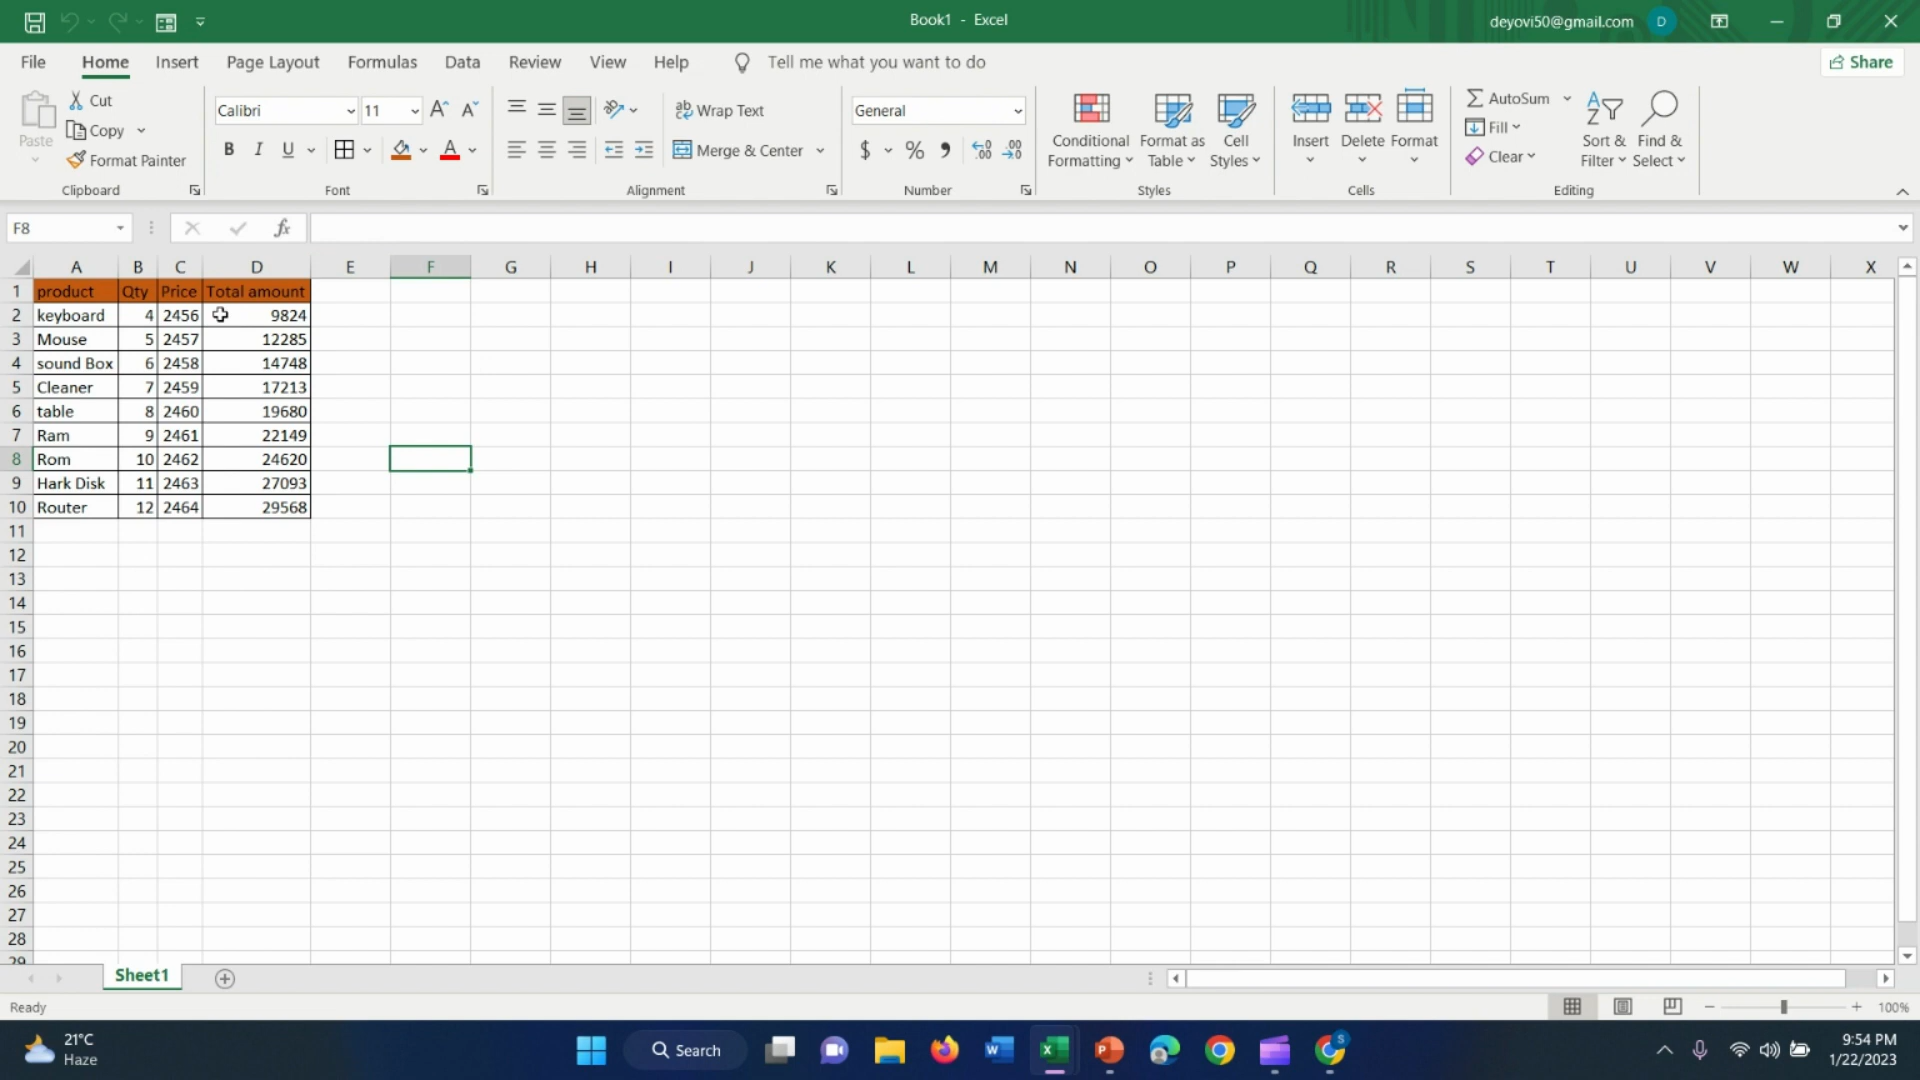 Book1 - Excel
deyovi50@gmail.com D
File Home Insert Page Layout Formulas Data Review View Help Tell me what you want to do Share
Paste
Cut
Copy
Format Painter
Clipboard
Calibri 11
B I U A
Font
Wrap Text
Merge & Center
Alignment
General
$ % ,
Number
Conditional Formatting
Format as Table
Cell Styles
Styles
Insert Delete Format
Cells
AutoSum
Fill
Clear
Sort & Filter
Find & Select
Editing
F8 fx
A B C D E F G H I J K L M N O P Q R S T U V W X
1 product Qty Price Total amount
2 keyboard 4 2456 9824
3 Mouse 5 2457 12285
4 sound Box 6 2458 14748
5 Cleaner 7 2459 17213
6 table 8 2460 19680
7 Ram 9 2461 22149
8 Rom 10 2462 24620
9 Hark Disk 11 2463 27093
10 Router 12 2464 29568
11
12
13
14
15
16
17
18
19
20
21
22
23
24
25
26
27
28
29
Sheet1
Ready
100%
21°C
Haze
Search
9:54 PM
1/22/2023